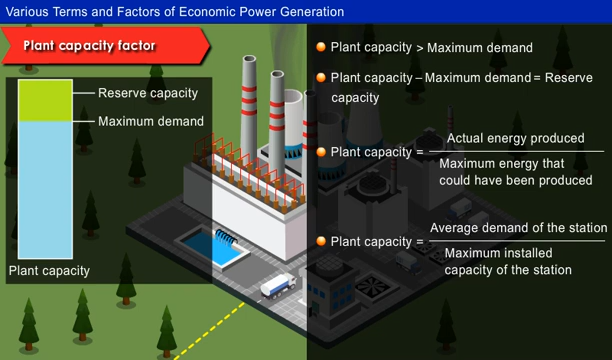 Various Terms and Factors of Economic Power Generation
Plant capacity factor
Reserve capacity
Maximum demand
Plant capacity
Plant capacity > Maximum demand
Plant capacity – Maximum demand = Reserve
capacity
Plant capacity = Actual energy produced
Maximum energy that
could have been produced
Plant capacity = Average demand of the station
Maximum installed
capacity of the station